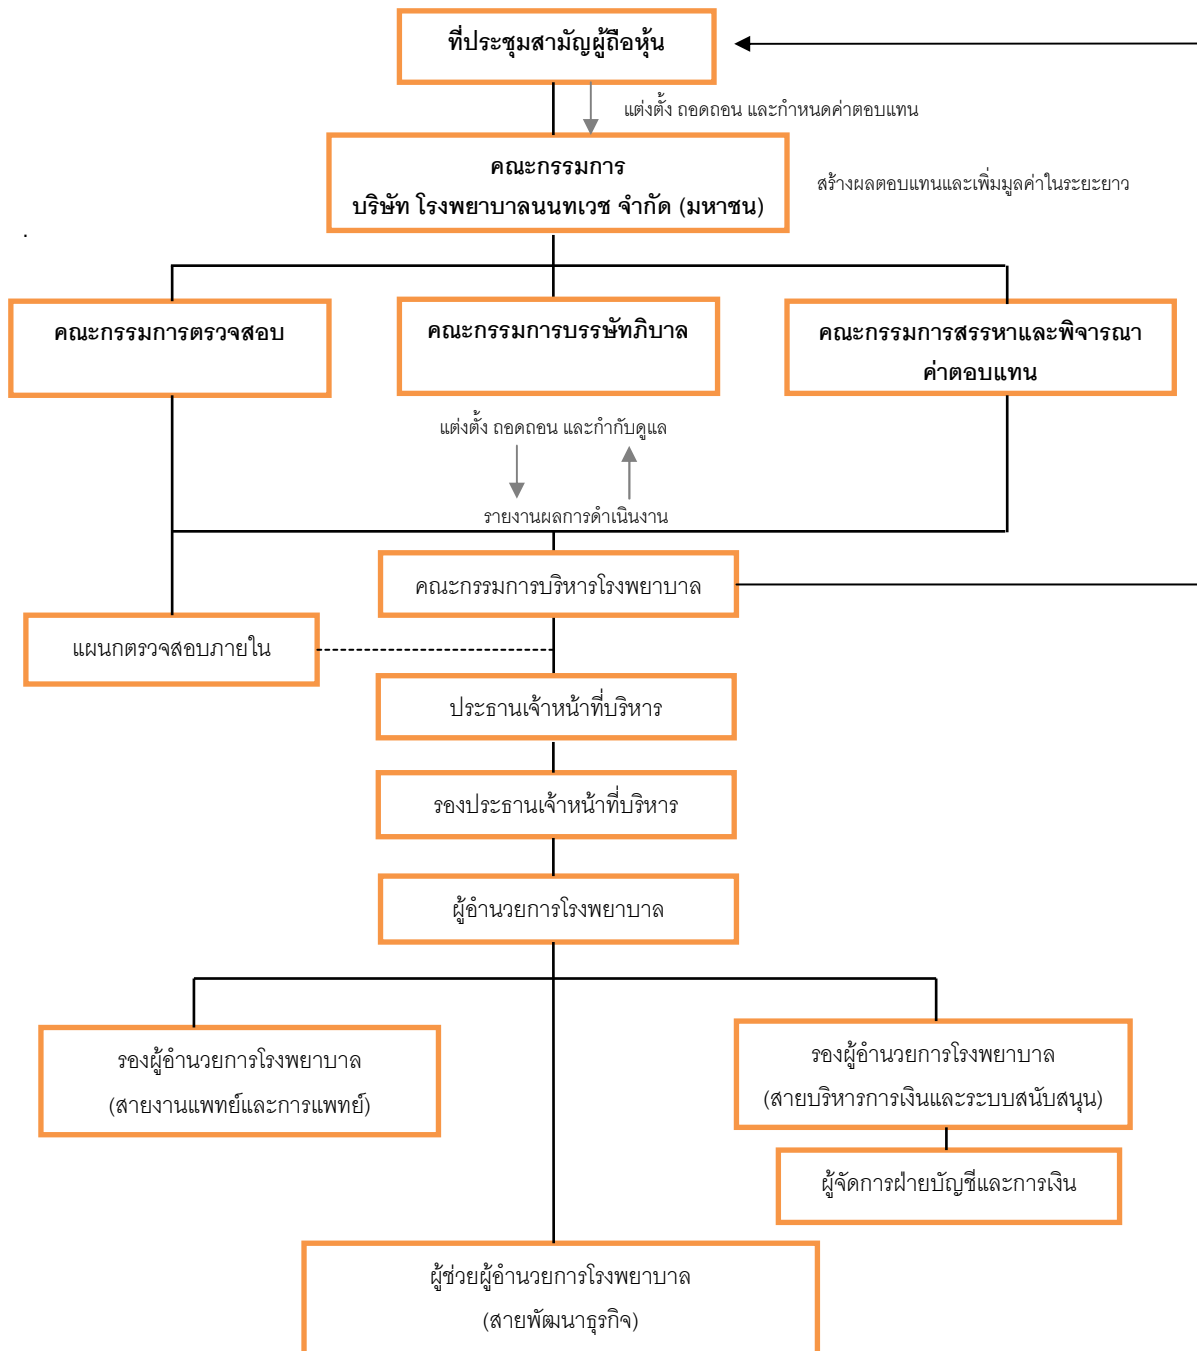 ที่ประชุมสามัญผู้ถือหุ้น
แต่งตั้ง ถอดถอน และกำหนดค่าตอบแทน
คณะกรรมการ
บริษัท โรงพยาบาลนนทเวช จำกัด (มหาชน)
สร้างผลตอบแทนและเพิ่มมูลค่าในระยะยาว
.
คณะกรรมการตรวจสอบ
คณะกรรมการบรรษัทภิบาล
คณะกรรมการสรรหาและพิจารณา
ค่าตอบแทน
แต่งตั้ง ถอดถอน และกำกับดูแล
รายงานผลการดำเนินงาน
คณะกรรมการบริหารโรงพยาบาล
แผนกตรวจสอบภายใน
ประธานเจ้าหน้าที่บริหาร
รองประธานเจ้าหน้าที่บริหาร
ผู้อำนวยการโรงพยาบาล
รองผู้อำนวยการโรงพยาบาล
(สายงานแพทย์และการแพทย์)
รองผู้อำนวยการโรงพยาบาล
(สายบริหารการเงินและระบบสนับสนุน)
ผู้จัดการฝ่ายบัญชีและการเงิน
ผู้ช่วยผู้อำนวยการโรงพยาบาล
(สายพัฒนาธุรกิจ)